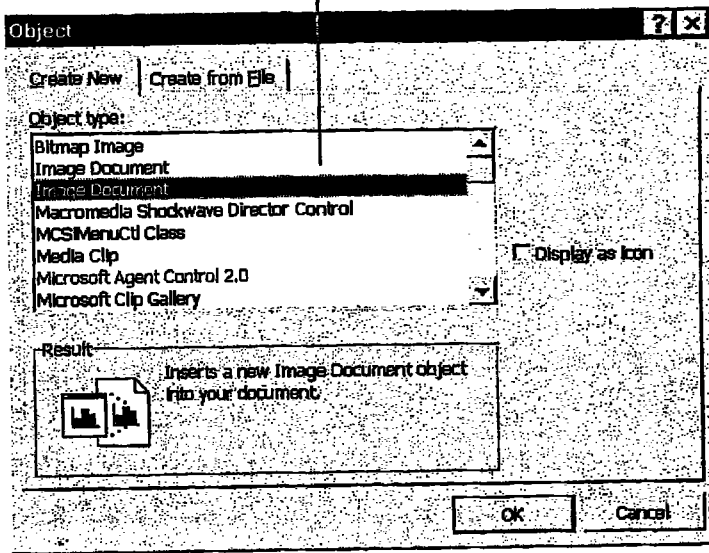 Object
Create New Create from File
Object type:
Bitmap Image
Image Document
Image Document
Macromedia Shockwave Director Control
MCSiMenuCtl Class
Media Clip
Microsoft Agent Control 2.0
Microsoft Clip Gallery
Display as Icon
Result
Inserts a new Image Document object
into your document.
OK Cancel